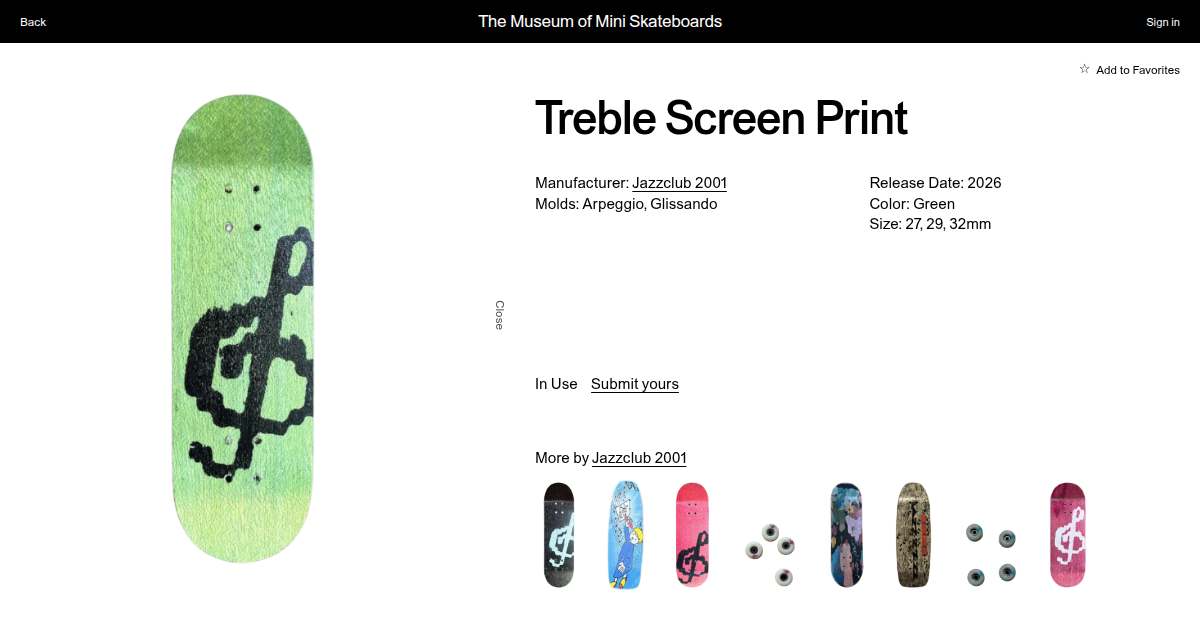 Back
The Museum of Mini Skateboards
Sign in
☆ Add to Favorites
Treble Screen Print
Manufacturer: Jazzclub 2001
Molds: Arpeggio, Glissando
Release Date: 2026
Color: Green
Size: 27, 29, 32mm
Close
In Use Submit yours
More by Jazzclub 2001